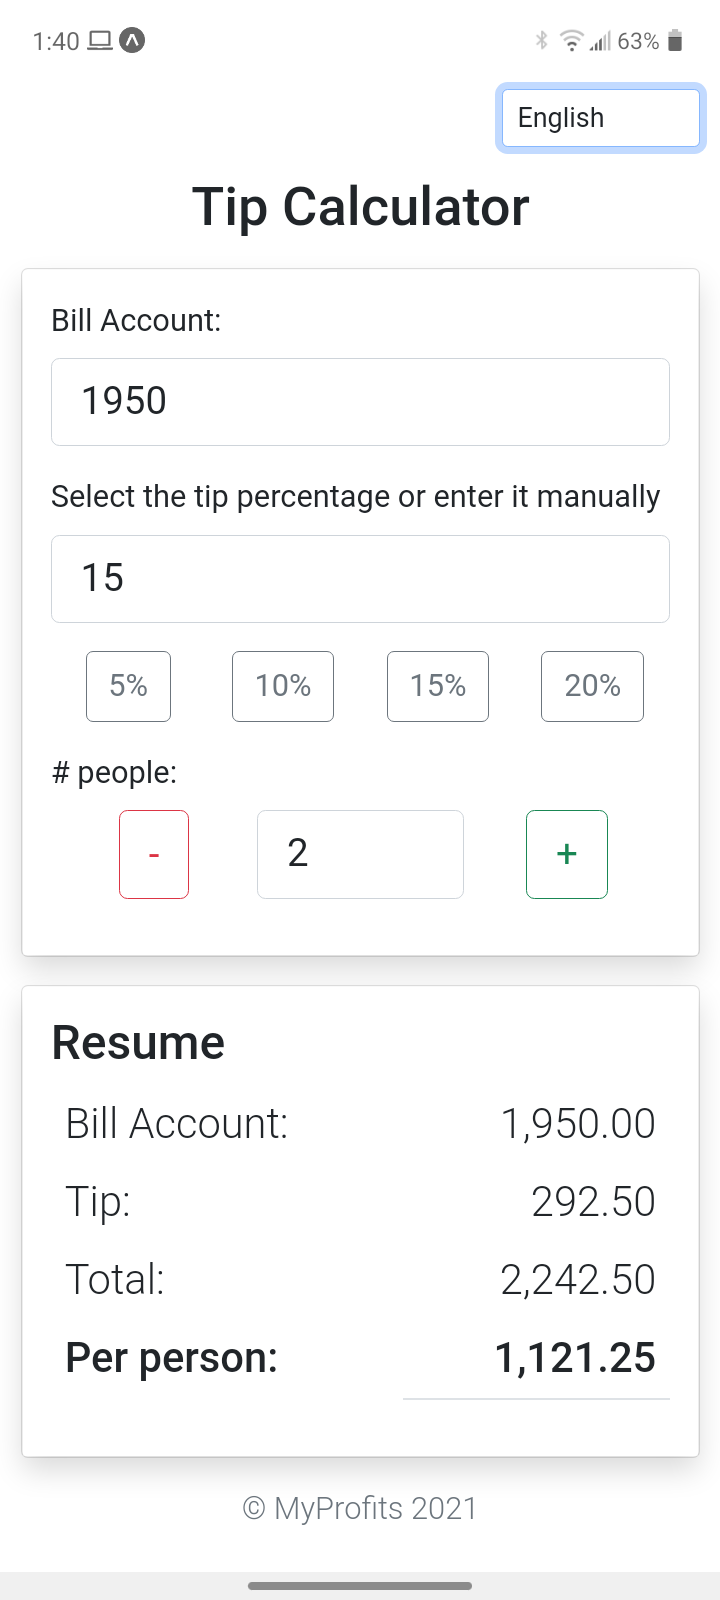 1:40 63%
English
Tip Calculator
Bill Account:
1950
Select the tip percentage or enter it manually
15
5% 10% 15% 20%
# people:
- 2 +
Resume
Bill Account: 1,950.00
Tip: 292.50
Total: 2,242.50
Per person: 1,121.25
© MyProfits 2021